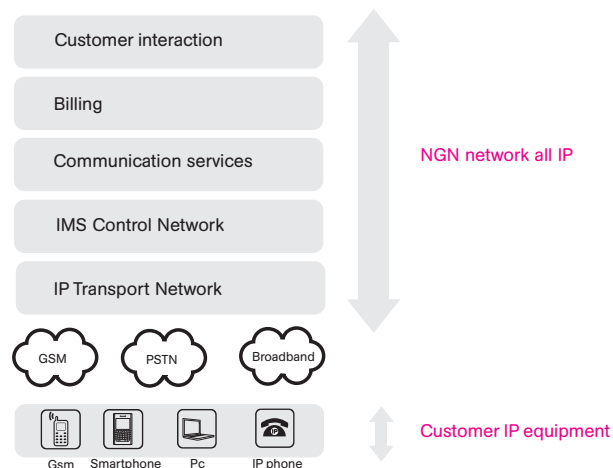 Customer interaction
Billing
Communication services
NGN network all IP
IMS Control Network
IP Transport Network
GSM
PSTN
Broadband
IP
Customer IP equipment
Gsm
Smartphone
Pc
IP phone